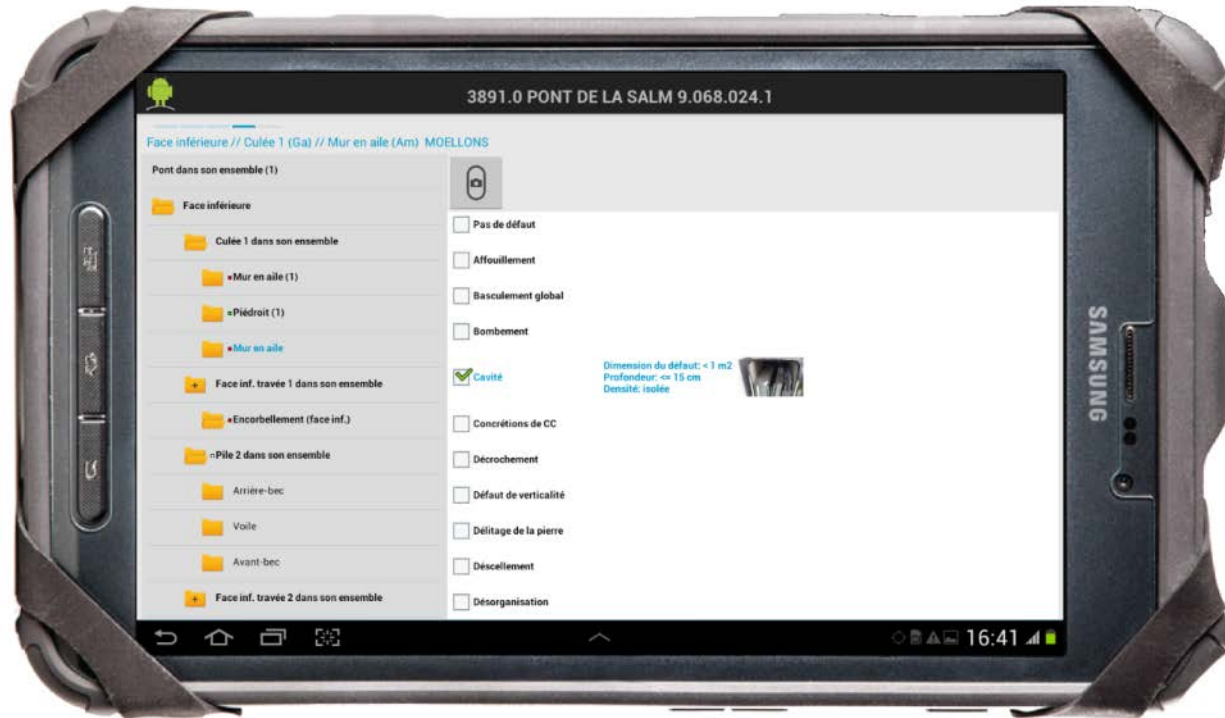 3891.0 PONT DE LA SALM 9.068.024.1
Face inférieure // Culée 1 (Ga) // Mur en aile (Am) MOELLONS
Pont dans son ensemble (1)
Face inférieure
Culée 1 dans son ensemble
Mur en aile (1)
Piédroit (1)
Mur en aile
Face inf. travée 1 dans son ensemble
Encorbellement (face inf.)
Pile 2 dans son ensemble
Arrière-bec
Voile
Avant-bec
Face inf. travée 2 dans son ensemble
Pas de défaut
Affouillement
Basculement global
Bombement
Cavité
Dimension du défaut: < 1 m2
Profondeur: <= 15 cm
Densité: isolée
Concrétions de CC
Décrochement
Défaut de verticalité
Délitage de la pierre
Déscellement
Désorganisation
16:41
SAMSUNG